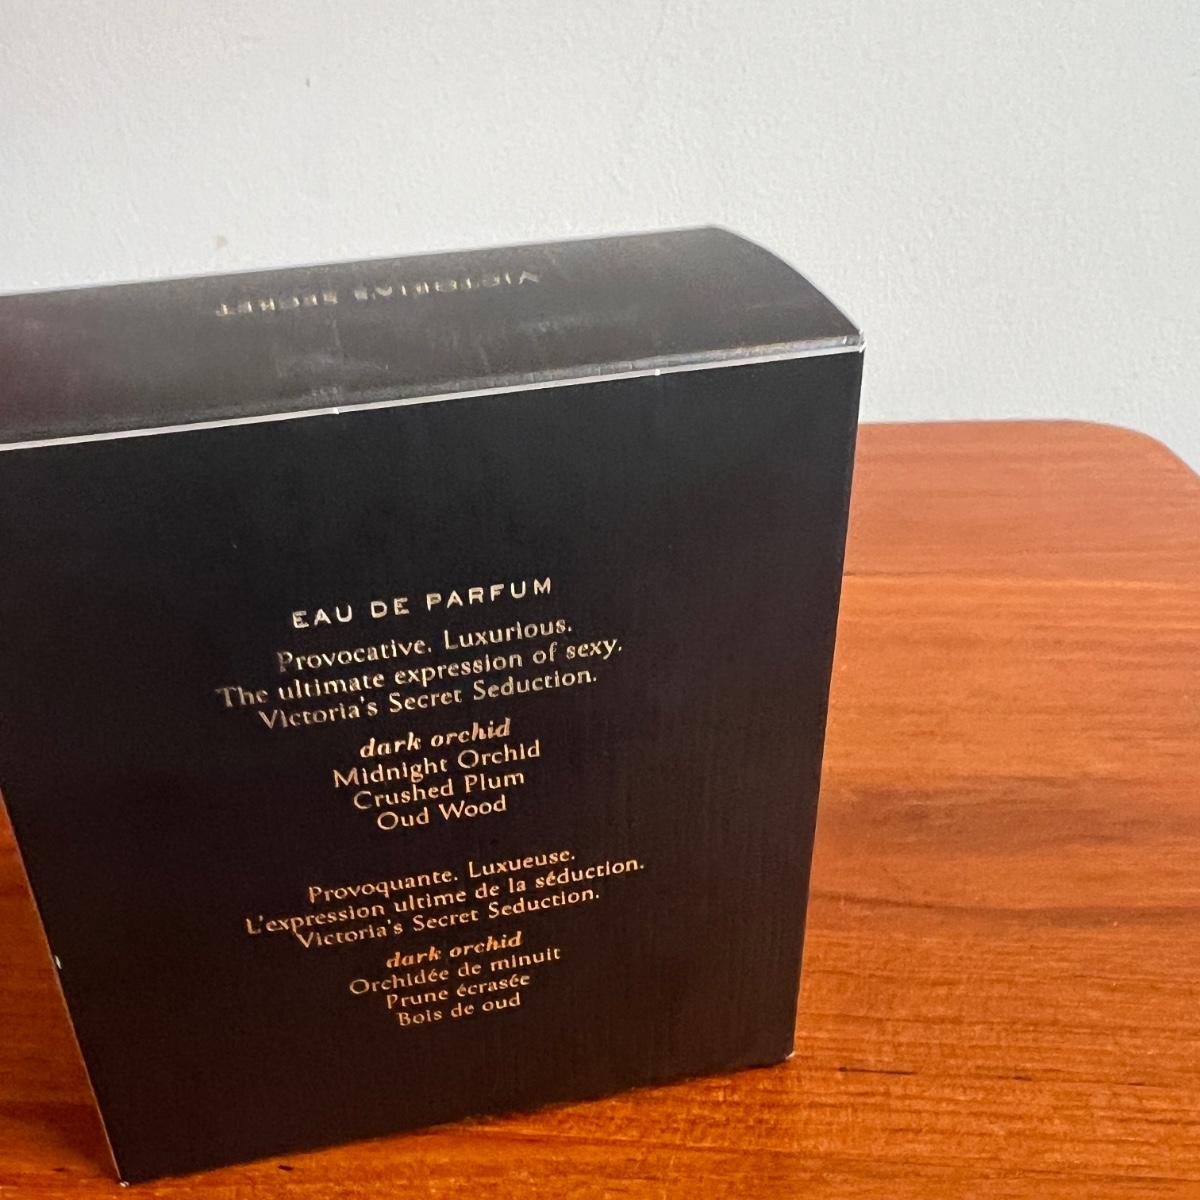 VICTORIA'S SECRET
EAU DE PARFUM
Provocative. Luxurious.
The ultimate expression of sexy.
Victoria's Secret Seduction.
dark orchid
Midnight Orchid
Crushed Plum
Oud Wood
Provoquante. Luxueuse.
L'expression ultime de la séduction.
Victoria's Secret Seduction.
dark orchid
Orchidée de minuit
Prune écrasée
Bois de oud